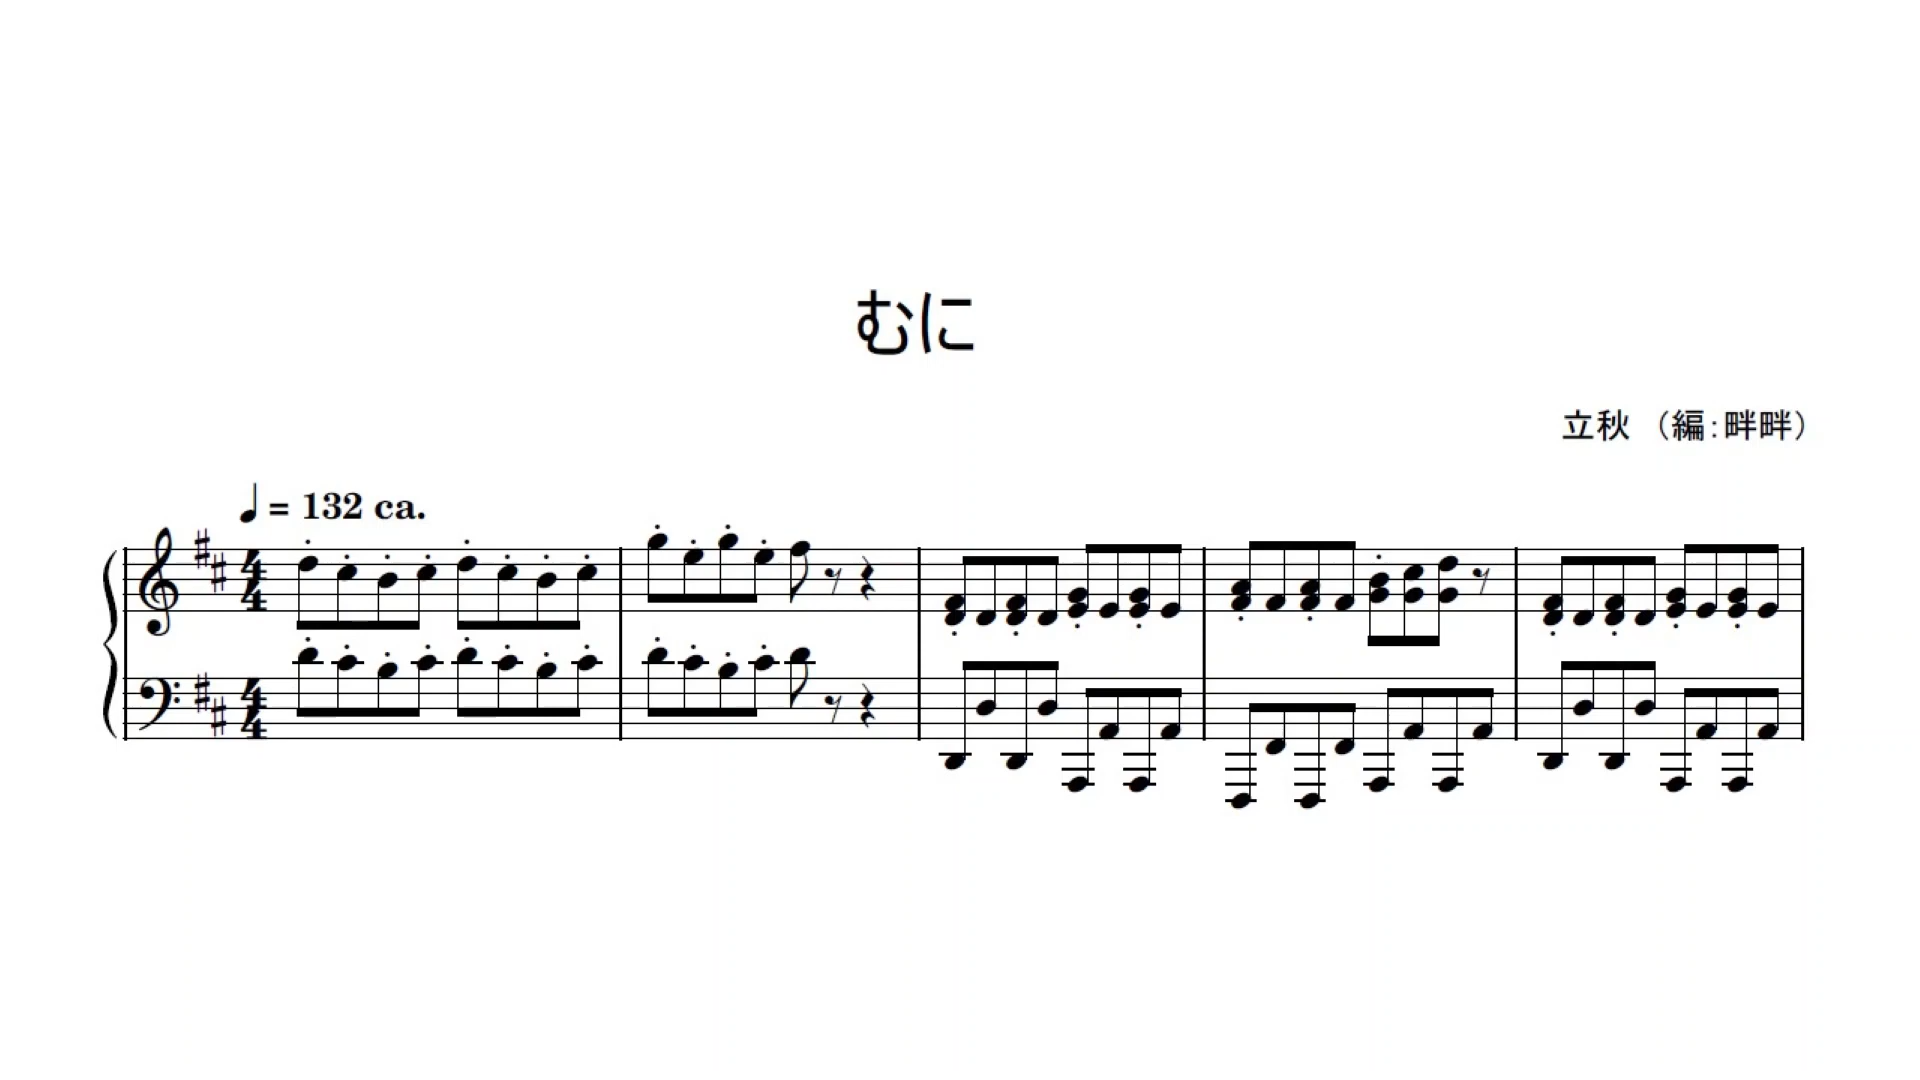 むに
立秋 （編：畔畔）
♩ = 132 ca.